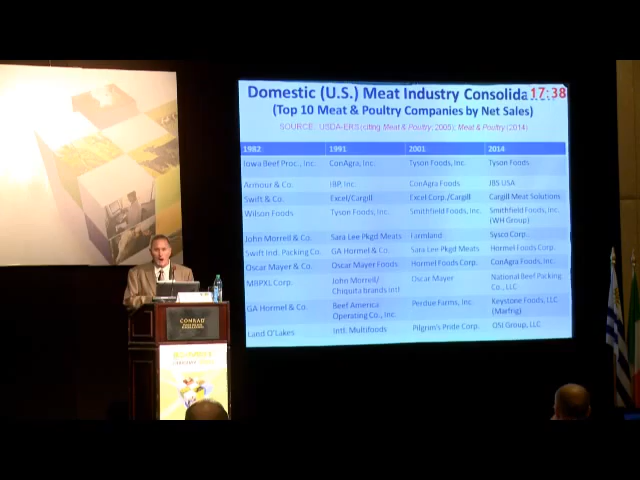 Domestic (U.S.) Meat Industry Consolida
17:38
(Top 10 Meat & Poultry Companies by Net Sales)
SOURCE: USDA-ERS (citing Meat & Poultry, 2005); Meat & Poultry (2014)
1982 1991 2001 2014
Iowa Beef Proc., Inc. ConAgra, Inc. Tyson Foods, Inc. Tyson Foods
Armour & Co. IBP, Inc. ConAgra Foods JBS USA
Swift & Co. Excel/Cargill Excel Corp./Cargill Cargill Meat Solutions
Wilson Foods Tyson Foods, Inc. Smithfield Foods, Inc. Smithfield Foods, Inc.
(WH Group)
John Morrell & Co. Sara Lee Pkgd Meats Farmland Sysco Corp.
Swift Ind. Packing Co. GA Hormel & Co. Sara Lee Pkgd Meats Hormel Foods Corp.
Oscar Mayer & Co. Oscar Mayer Foods Hormel Foods Corp. ConAgra Foods, Inc.
MBPXL Corp. John Morrell/ Oscar Mayer National Beef Packing
Chiquita brands Intl Co., LLC
GA Hormel & Co. Beef America Perdue Farms, Inc. Keystone Foods, LLC
Operating Co., Inc. (Marfrig)
Land O'Lakes Intl. Multifoods Pilgrim's Pride Corp. OSI Group, LLC
CONRAD